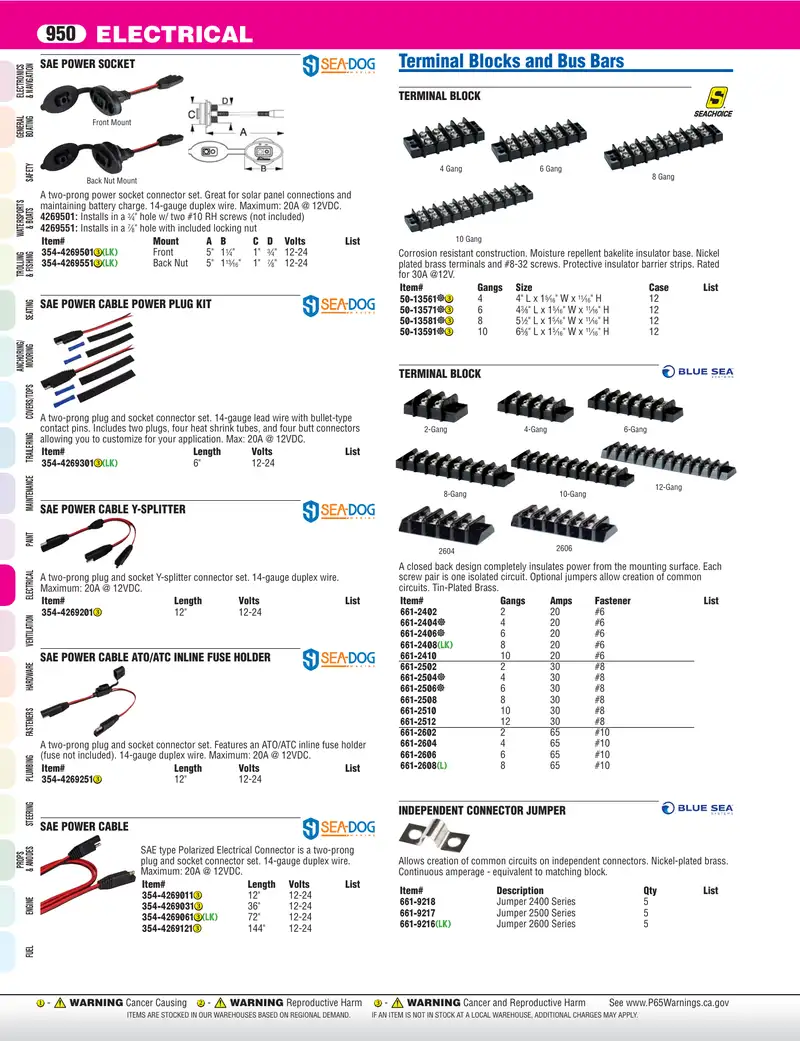 950 ELECTRICAL
ELECTRONICS
& NAVIGATION
GENERAL
BOATING
SAFETY
WATERSPORTS
& BOATS
TROLLING
& FISHING
SEATING
ANCHORING/
MOORING
COVERS/TOPS
TRAILERING
MAINTENANCE
PAINT
ELECTRICAL
VENTILATION
HARDWARE
FASTENERS
PLUMBING
STEERING
PROPS
& ANODES
ENGINE
FUEL
SAE POWER SOCKET
SEA-DOG
MARINE
Front Mount
Back Nut Mount
C
D
A
B
A two-prong power socket connector set. Great for solar panel connections and
maintaining battery charge. 14-gauge duplex wire. Maximum: 20A @ 12VDC.
4269501: Installs in a ¾" hole w/ two #10 RH screws (not included)
4269551: Installs in a ⅞" hole with included locking nut
Item# Mount A B C D Volts List
354-4269501 3 (LK) Front 5" 1¼" 1" ¾" 12-24
354-4269551 3 (LK) Back Nut 5" 1¹³⁄₁₆" 1" ⅞" 12-24
SAE POWER CABLE POWER PLUG KIT
SEA-DOG
MARINE
A two-prong plug and socket connector set. 14-gauge lead wire with bullet-type
contact pins. Includes two plugs, four heat shrink tubes, and four butt connectors
allowing you to customize for your application. Max: 20A @ 12VDC.
Item# Length Volts List
354-4269301 3 (LK) 6" 12-24
SAE POWER CABLE Y-SPLITTER
SEA-DOG
MARINE
A two-prong plug and socket Y-splitter connector set. 14-gauge duplex wire.
Maximum: 20A @ 12VDC.
Item# Length Volts List
354-4269201 3 12" 12-24
SAE POWER CABLE ATO/ATC INLINE FUSE HOLDER
SEA-DOG
MARINE
A two-prong plug and socket connector set. Features an ATO/ATC inline fuse holder
(fuse not included). 14-gauge duplex wire. Maximum: 20A @ 12VDC.
Item# Length Volts List
354-4269251 3 12" 12-24
SAE POWER CABLE
SEA-DOG
MARINE
SAE type Polarized Electrical Connector is a two-prong
plug and socket connector set. 14-gauge duplex wire.
Maximum: 20A @ 12VDC.
Item# Length Volts List
354-4269011 3 12" 12-24
354-4269031 3 36" 12-24
354-4269061 3 (LK) 72" 12-24
354-4269121 3 144" 12-24
Terminal Blocks and Bus Bars
TERMINAL BLOCK
S
SEACHOICE
4 Gang
6 Gang
8 Gang
10 Gang
Corrosion resistant construction. Moisture repellent bakelite insulator base. Nickel
plated brass terminals and #8-32 screws. Protective insulator barrier strips. Rated
for 30A @12V.
Item# Gangs Size Case List
50-13561 3 4 12
50-13571 3 6 12
50-13581 3 8 12
50-13591 3 10 12
TERMINAL BLOCK
BLUE SEA
SYSTEMS
2-Gang
4-Gang
6-Gang
8-Gang
10-Gang
12-Gang
2604
2606
A closed back design completely insulates power from the mounting surface. Each
screw pair is one isolated circuit. Optional jumpers allow creation of common
circuits. Tin-Plated Brass.
Item# Gangs Amps Fastener List
661-2402 2 20 #6
661-2404 4 20 #6
661-2406 6 20 #6
661-2408(LK) 8 20 #6
661-2410 10 20 #6
661-2502 2 30 #8
661-2504 4 30 #8
661-2506 6 30 #8
661-2508 8 30 #8
661-2510 10 30 #8
661-2512 12 30 #8
661-2602 2 65 #10
661-2604 4 65 #10
661-2606 6 65 #10
661-2608(L) 8 65 #10
INDEPENDENT CONNECTOR JUMPER
BLUE SEA
SYSTEMS
Allows creation of common circuits on independent connectors. Nickel-plated brass.
Continuous amperage - equivalent to matching block.
Item# Description Qty List
661-9218 Jumper 2400 Series 5
661-9217 Jumper 2500 Series 5
661-9216(LK) Jumper 2600 Series 5
1 - WARNING Cancer Causing 2 - WARNING Reproductive Harm 3 - WARNING Cancer and Reproductive Harm See www.P65Warnings.ca.gov
ITEMS ARE STOCKED IN OUR WAREHOUSES BASED ON REGIONAL DEMAND. IF AN ITEM IS NOT IN STOCK AT A LOCAL WAREHOUSE, ADDITIONAL CHARGES MAY APPLY.